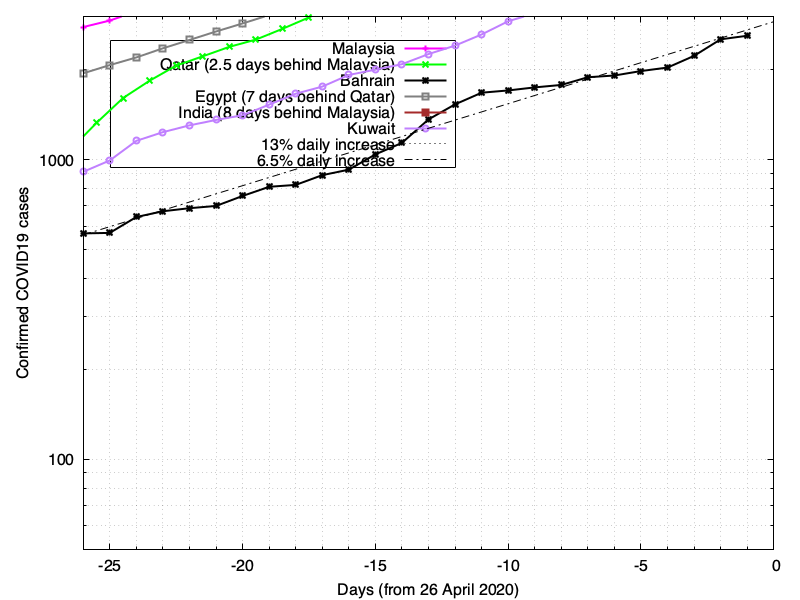 Malaysia
Qatar (2.5 days behind Malaysia)
Bahrain
Egypt (7 days behind Qatar)
India (8 days behind Malaysia)
Kuwait
13% daily increase
6.5% daily increase
1000
100
Confirmed COVID19 cases
-25 -20 -15 -10 -5 0
Days (from 26 April 2020)